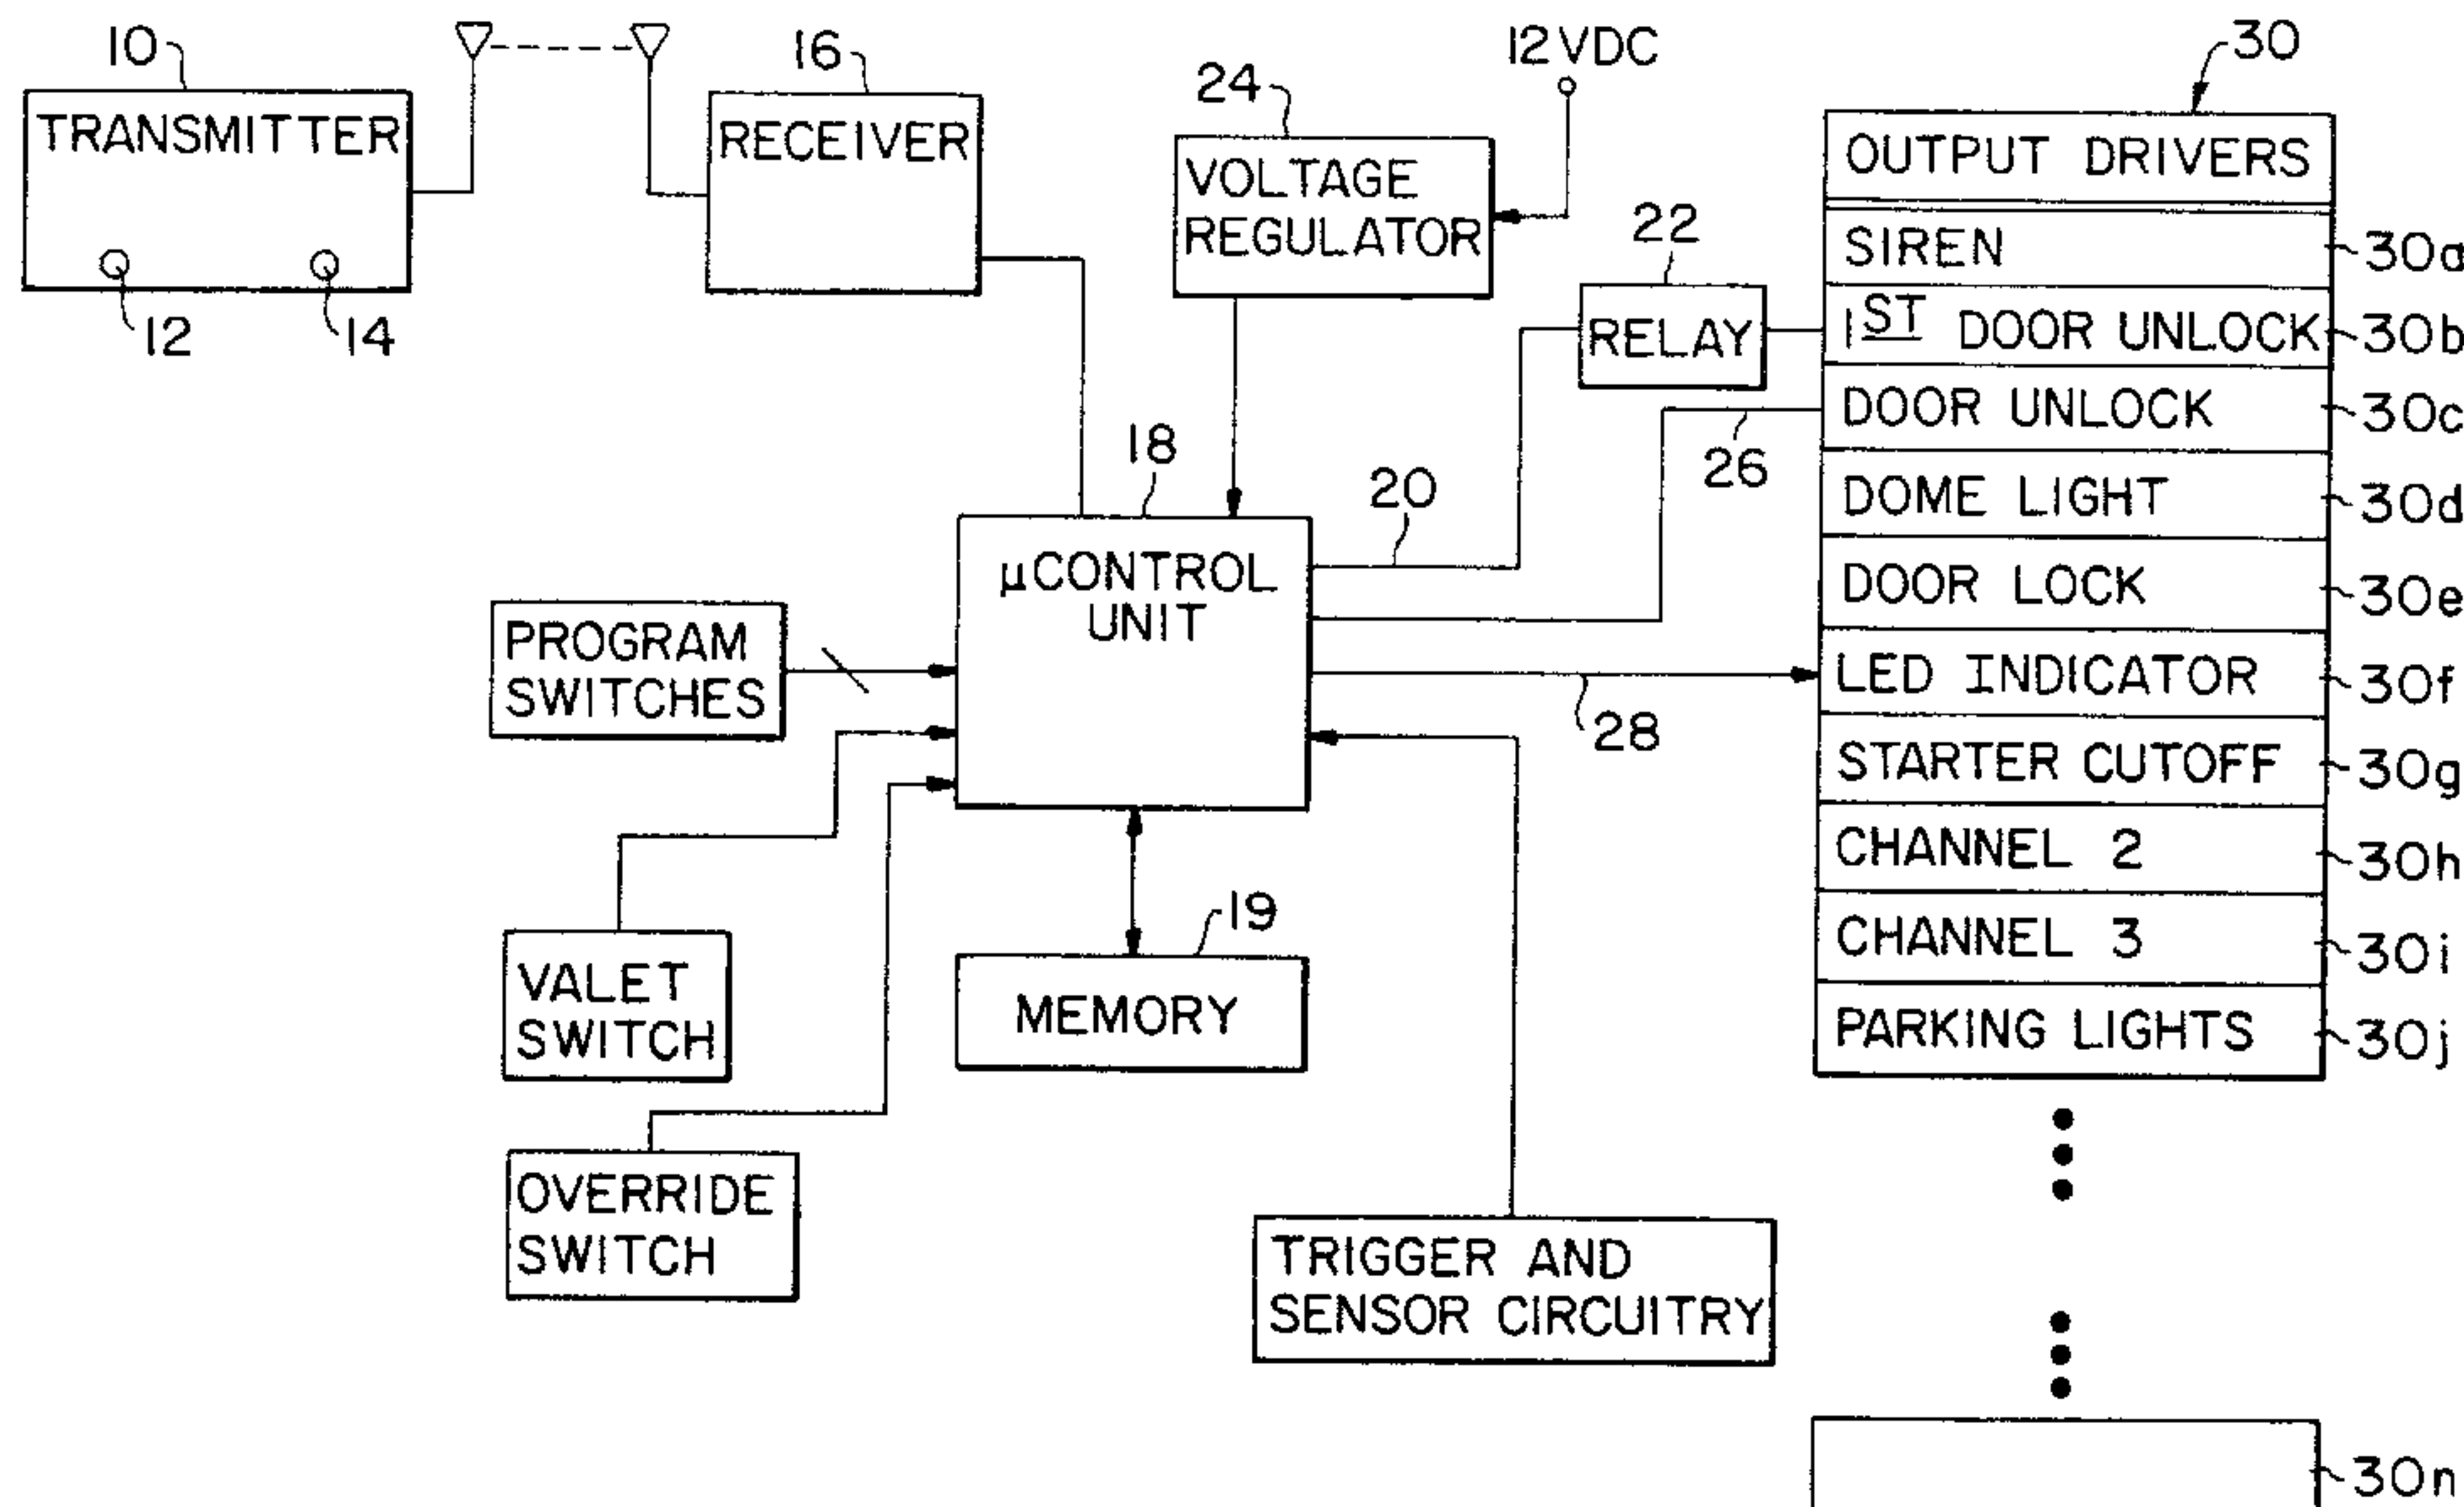 10
TRANSMITTER
12
14
16
RECEIVER
24
VOLTAGE
REGULATOR
12VDC
22
RELAY
18
µCONTROL
UNIT
20
26
28
PROGRAM
SWITCHES
VALET
SWITCH
OVERRIDE
SWITCH
19
MEMORY
TRIGGER AND
SENSOR CIRCUITRY
30
OUTPUT DRIVERS
SIREN 30a
1ST DOOR UNLOCK 30b
DOOR UNLOCK 30c
DOME LIGHT 30d
DOOR LOCK 30e
LED INDICATOR 30f
STARTER CUTOFF 30g
CHANNEL 2 30h
CHANNEL 3 30i
PARKING LIGHTS 30j
30n